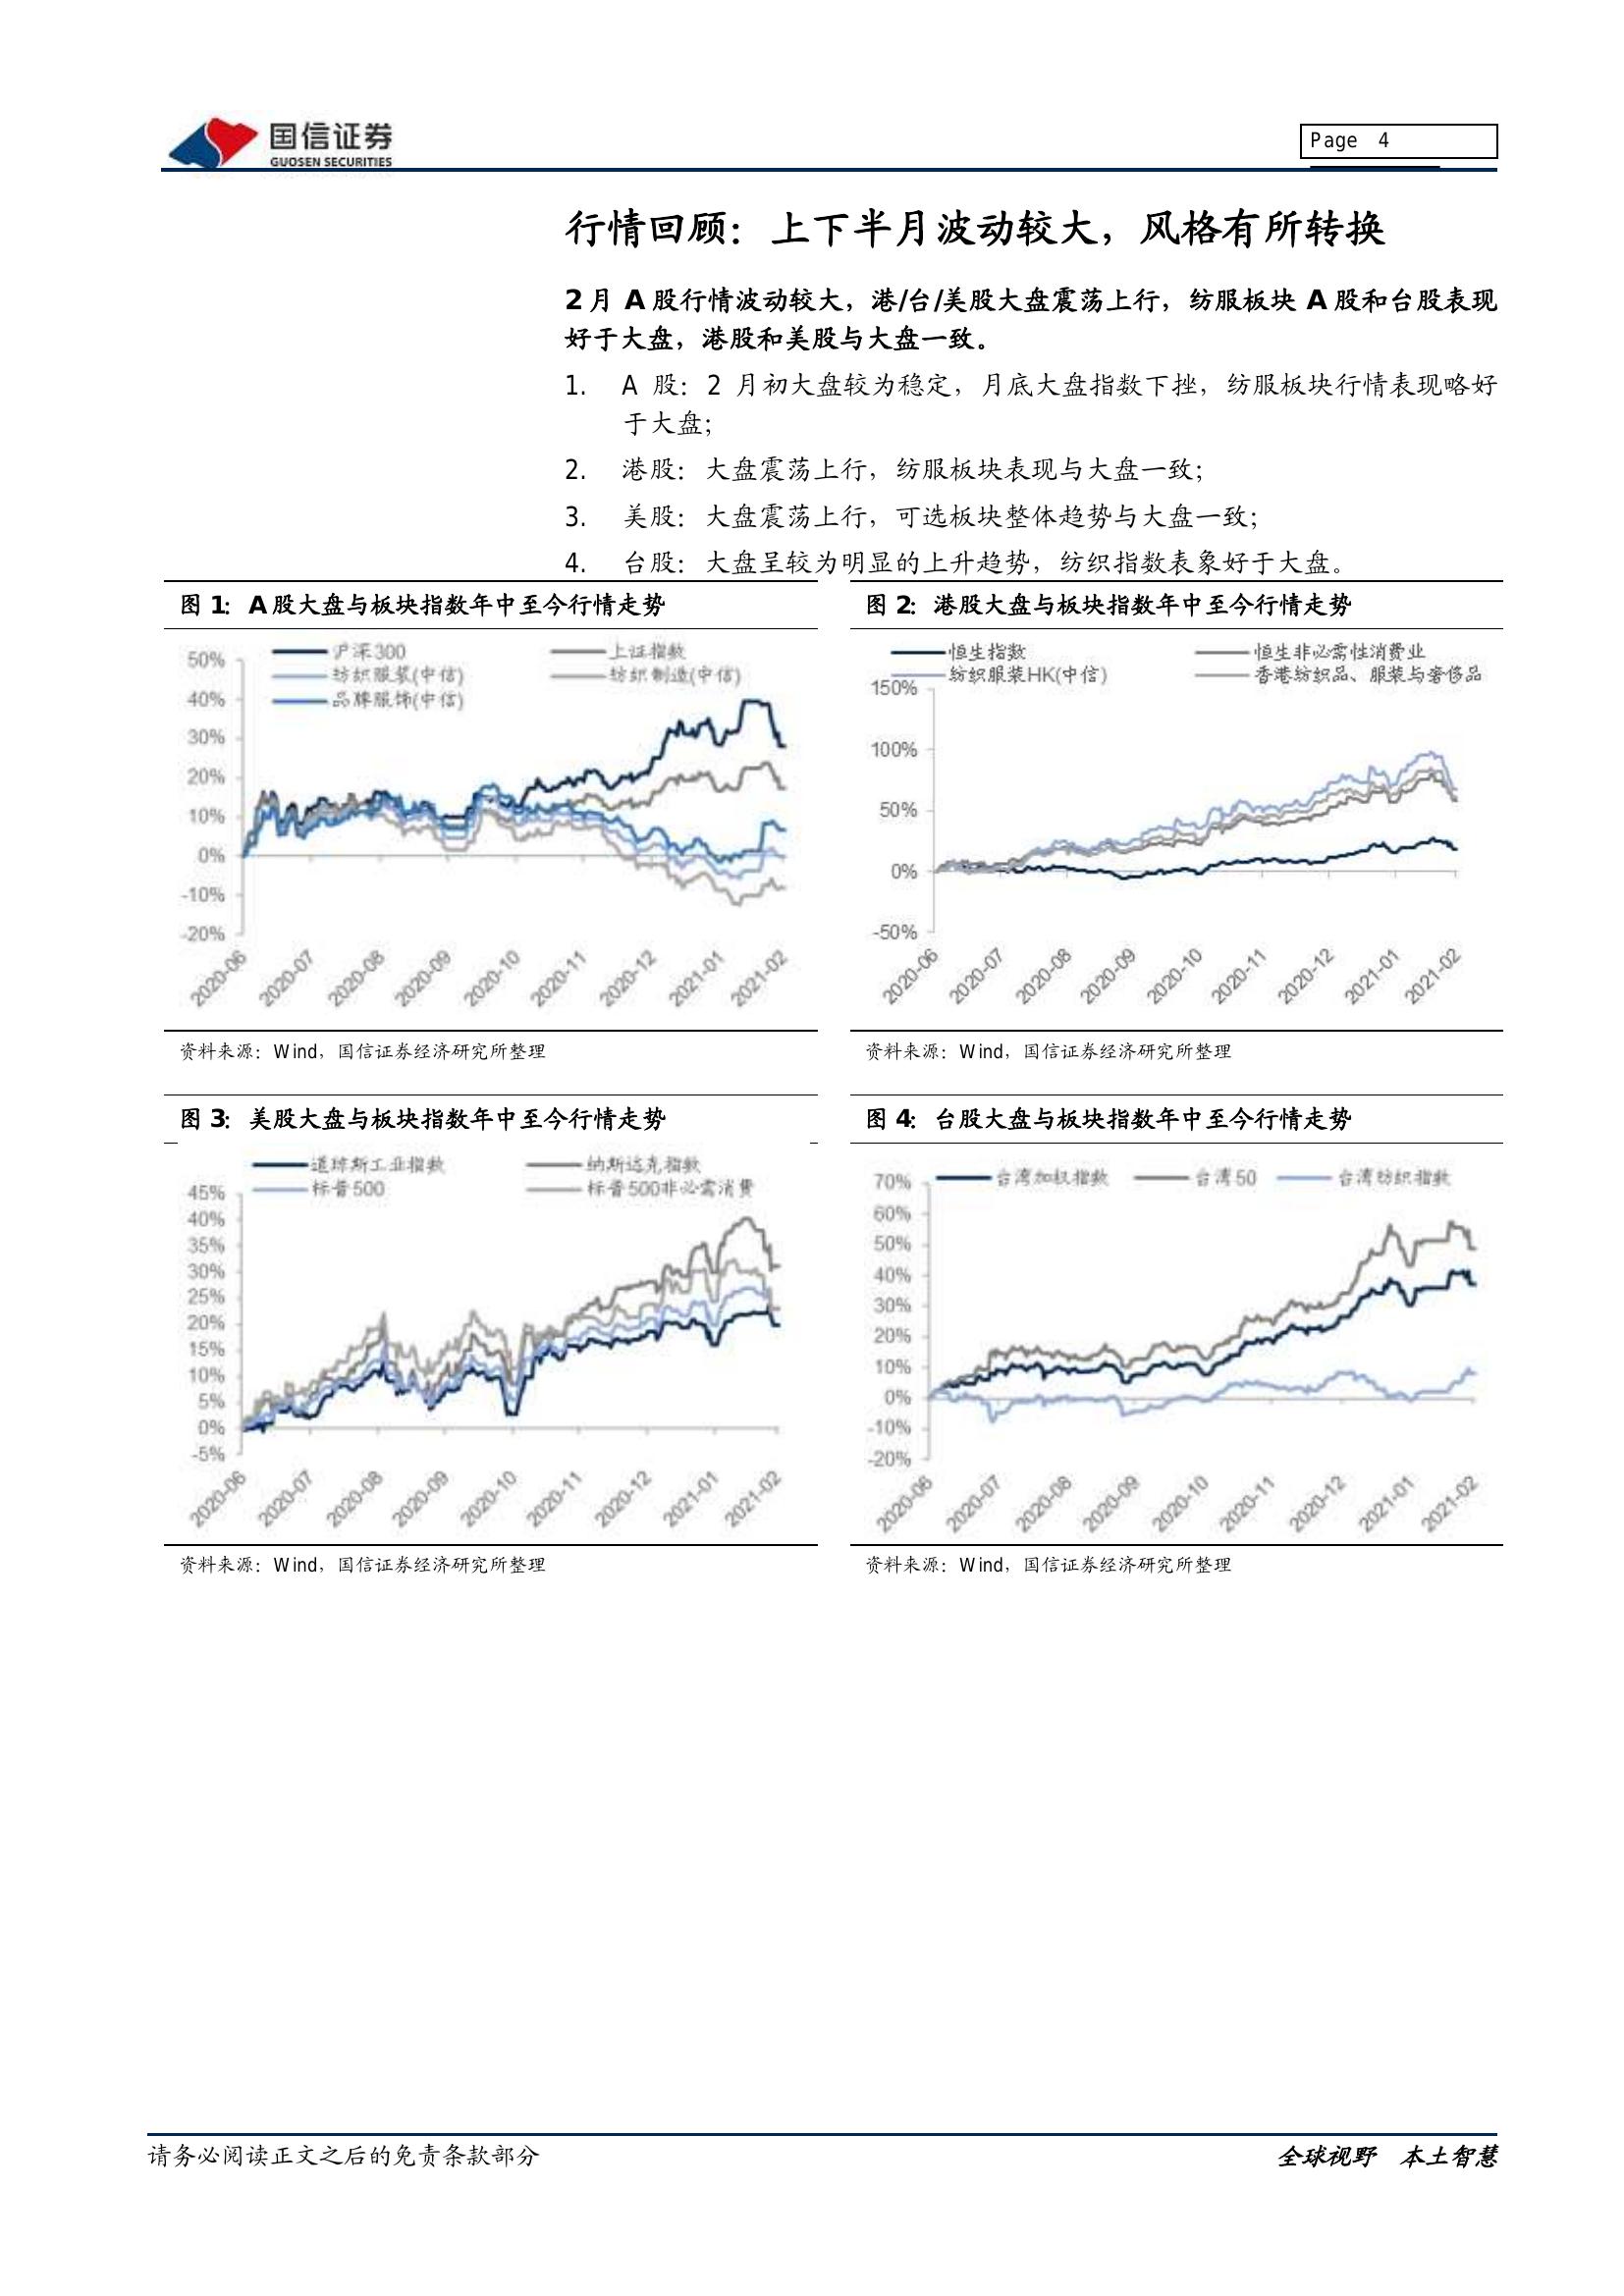 国信证券
GUOSEN SECURITIES
Page 4
行情回顾：上下半月波动较大，风格有所转换
2月 A股行情波动较大，港/台/美股大盘震荡上行，纺服板块 A股和台股表现
好于大盘，港股和美股与大盘一致。
1. A 股：2 月初大盘较为稳定，月底大盘指数下挫，纺服板块行情表现略好
于大盘；
2. 港股：大盘震荡上行，纺服板块表现与大盘一致；
3. 美股：大盘震荡上行，可选板块整体趋势与大盘一致；
4. 台股：大盘呈较为明显的上升趋势，纺织指数表象好于大盘。
图 1：A股大盘与板块指数年中至今行情走势
沪深300 上证指数
纺织服装(中信) 纺织制造(中信)
品牌服饰(中信)
50%
40%
30%
20%
10%
0%
-10%
-20%
2020-06 2020-07 2020-08 2020-09 2020-10 2020-11 2020-12 2021-01 2021-02
资料来源：Wind，国信证券经济研究所整理
图 2：港股大盘与板块指数年中至今行情走势
恒生指数 恒生非必需性消费业
纺织服装HK(中信) 香港纺织品、服装与奢侈品
150%
100%
50%
0%
-50%
2020-06 2020-07 2020-08 2020-09 2020-10 2020-11 2020-12 2021-01 2021-02
资料来源：Wind，国信证券经济研究所整理
图 3：美股大盘与板块指数年中至今行情走势
道琼斯工业指数 纳斯达克指数
标普500 标普500非必需消费
45%
40%
35%
30%
25%
20%
15%
10%
5%
0%
-5%
2020-06 2020-07 2020-08 2020-09 2020-10 2020-11 2020-12 2021-01 2021-02
资料来源：Wind，国信证券经济研究所整理
图 4：台股大盘与板块指数年中至今行情走势
台湾加权指数 台湾50 台湾纺织指数
70%
60%
50%
40%
30%
20%
10%
0%
-10%
-20%
2020-06 2020-07 2020-08 2020-09 2020-10 2020-11 2020-12 2021-01 2021-02
资料来源：Wind，国信证券经济研究所整理
请务必阅读正文之后的免责条款部分
全球视野 本土智慧